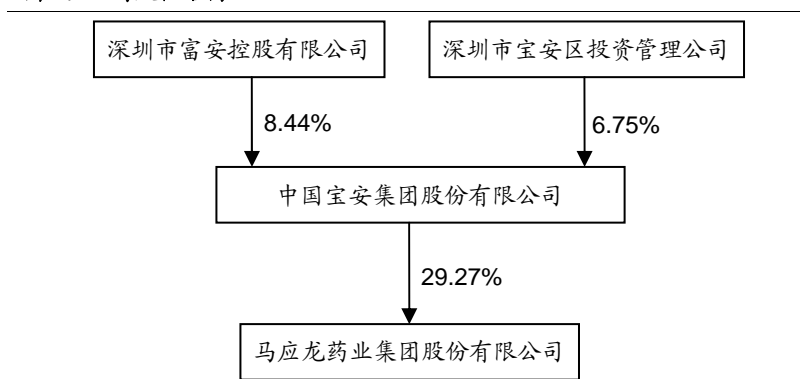 深圳市富安控股有限公司
深圳市宝安区投资管理公司
8.44%
6.75%
中国宝安集团股份有限公司
29.27%
马应龙药业集团股份有限公司